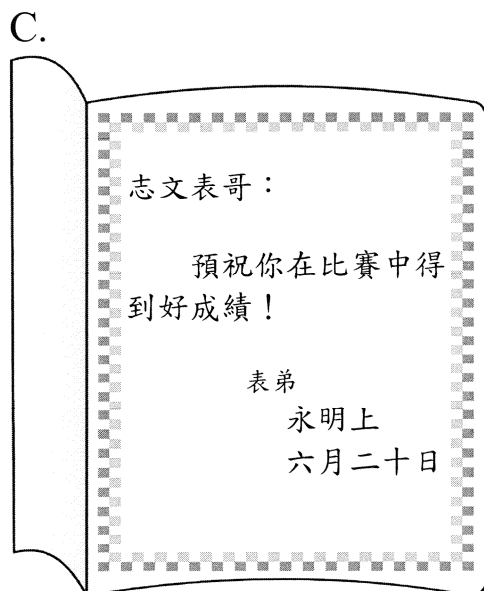 C.
志文表哥：
預祝你在比賽中得
到好成績！
表弟
永明上
六月二十日